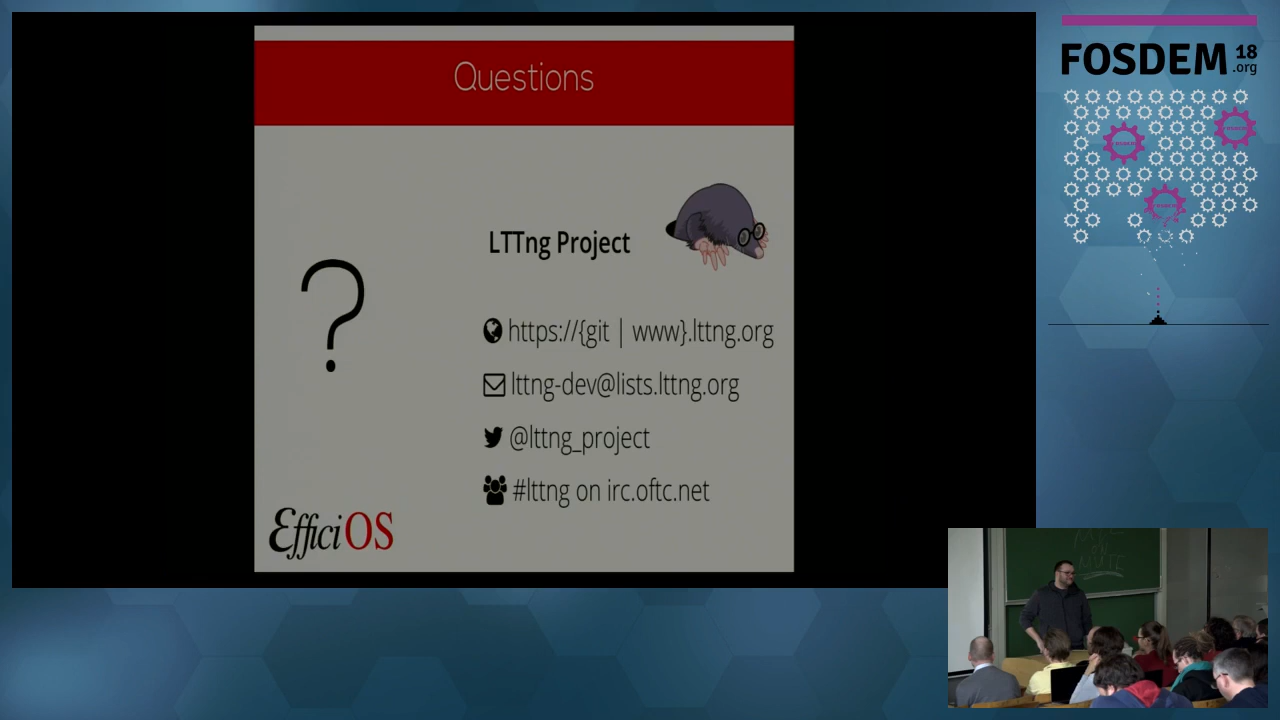 Questions
LTTng Project
?
https://{git | www}.lttng.org
lttng-dev@lists.lttng.org
@lttng_project
#lttng on irc.oftc.net
EfficiOS
FOSDEM 18
.org